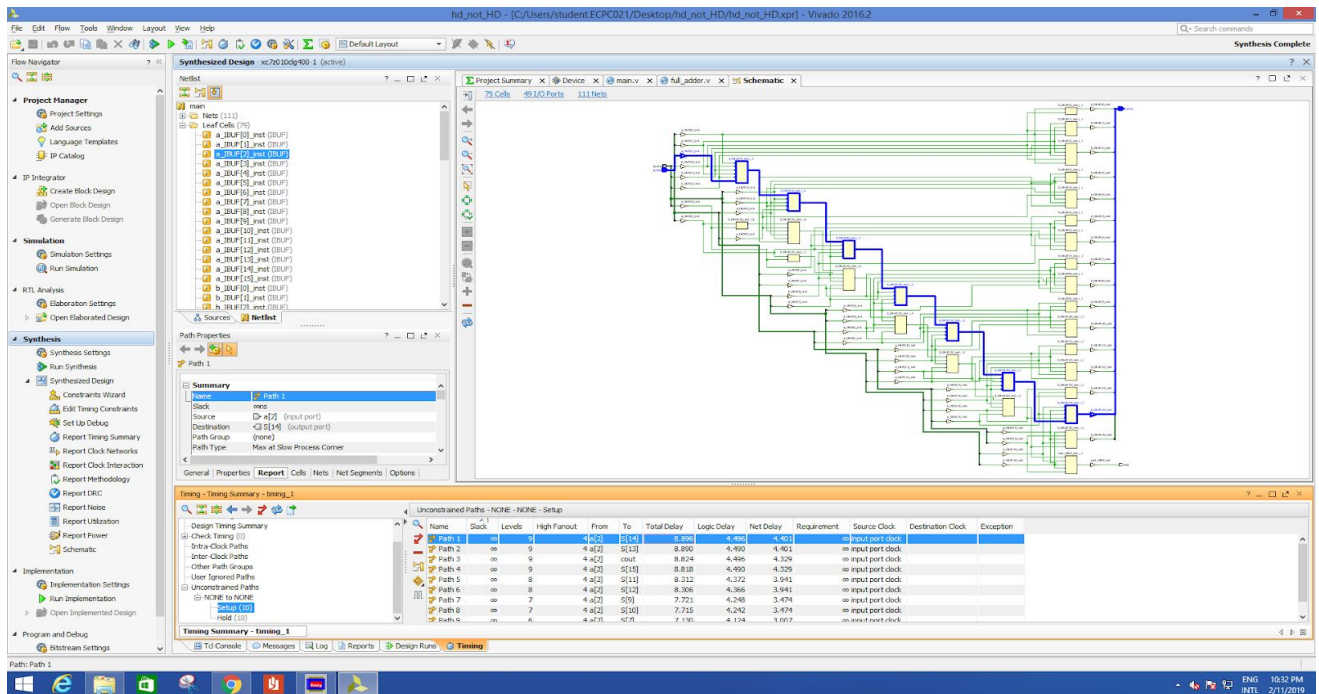 hd_not_HD - [C:/Users/student.ECPC021/Desktop/hd_not_HD/hd_not_HD.xpr] - Vivado 2016.2
File Edit Flow Tools Window Layout View Help
Search commands
Default Layout
Synthesis Complete
Flow Navigator
Project Manager
Project Settings
Add Sources
Language Templates
IP Catalog
IP Integrator
Create Block Design
Open Block Design
Generate Block Design
Simulation
Simulation Settings
Run Simulation
RTL Analysis
Elaboration Settings
Open Elaborated Design
Synthesis
Synthesis Settings
Run Synthesis
Synthesized Design
Constraints Wizard
Edit Timing Constraints
Set Up Debug
Report Timing Summary
Report Clock Networks
Report Clock Interaction
Report Methodology
Report DRC
Report Noise
Report Utilization
Report Power
Schematic
Implementation
Implementation Settings
Run Implementation
Open Implemented Design
Program and Debug
Bitstream Settings
Synthesized Design - xc7z010clg400-1 (active)
Netlist
main
Nets (111)
Leaf Cells (79)
a_IBUF[0]_inst (IBUF)
a_IBUF[1]_inst (IBUF)
a_IBUF[2]_inst (IBUF)
a_IBUF[3]_inst (IBUF)
a_IBUF[4]_inst (IBUF)
a_IBUF[5]_inst (IBUF)
a_IBUF[6]_inst (IBUF)
a_IBUF[7]_inst (IBUF)
a_IBUF[8]_inst (IBUF)
a_IBUF[9]_inst (IBUF)
a_IBUF[10]_inst (IBUF)
a_IBUF[11]_inst (IBUF)
a_IBUF[12]_inst (IBUF)
a_IBUF[13]_inst (IBUF)
a_IBUF[14]_inst (IBUF)
a_IBUF[15]_inst (IBUF)
b_IBUF[0]_inst (IBUF)
b_IBUF[1]_inst (IBUF)
b_IBUF[2]_inst (IBUF)
Sources Netlist
Path Properties
Path 1
Summary
Name Path 1
Slack ∞ns
Source a[2] (input port)
Destination S[14] (output port)
Path Group (none)
Path Type Max at Slow Process Corner
General Properties Report Cells Nets Net Segments Options
Project Summary Device main.v full_adder.v Schematic
79 Cells 49 I/O Ports 111 Nets
Timing - Timing Summary - timing_1
Design Timing Summary
Check Timing (0)
Intra-Clock Paths
Inter-Clock Paths
Other Path Groups
User Ignored Paths
Unconstrained Paths
NONE to NONE
Setup (10)
Hold (10)
Timing Summary - timing_1
Unconstrained Paths - NONE - NONE - Setup
Name Slack Levels High Fanout From To Total Delay Logic Delay Net Delay Requirement Source Clock Destination Clock Exception
Path 1 ∞ 9 4 a[2] S[14] 8.896 4.496 4.401 ∞ input port clock
Path 2 ∞ 9 4 a[2] S[13] 8.890 4.490 4.401 ∞ input port clock
Path 3 ∞ 9 4 a[2] cout 8.824 4.496 4.329 ∞ input port clock
Path 4 ∞ 9 4 a[2] S[15] 8.818 4.490 4.329 ∞ input port clock
Path 5 ∞ 8 4 a[2] S[11] 8.312 4.372 3.941 ∞ input port clock
Path 6 ∞ 8 4 a[2] S[12] 8.306 4.366 3.941 ∞ input port clock
Path 7 ∞ 7 4 a[2] S[9] 7.721 4.248 3.474 ∞ input port clock
Path 8 ∞ 7 4 a[2] S[10] 7.715 4.242 3.474 ∞ input port clock
Path 9 ∞ 6 4 a[2] S[7] 7.130 4.124 3.007 ∞ input port clock
Tcl Console Messages Log Reports Design Runs Timing
Path: Path 1
ENG 10:32 PM
INTL 2/11/2019